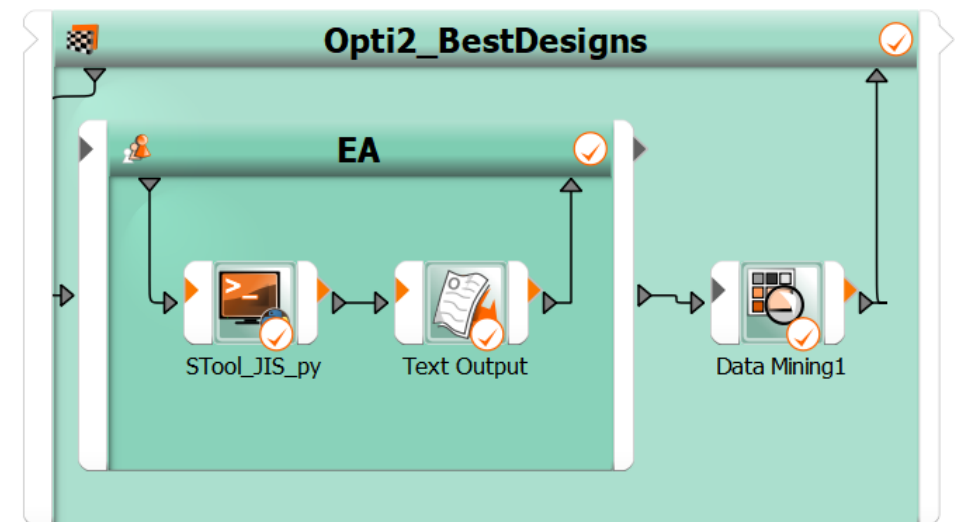 Opti2_BestDesigns
EA
>_
STool_JIS_py
Text Output
Data Mining1